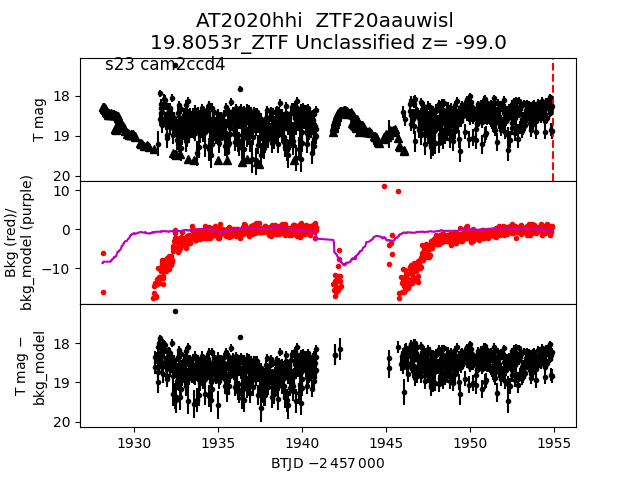 AT2020hhi  ZTF20aauwisl
19.8053r_ZTF Unclassified z= -99.0
s23 cam2ccd4
T mag
18
19
20
Bkg (red)/
bkg_model (purple)
10
0
−10
T mag −
bkg_model
18
19
20
1930
1935
1940
1945
1950
1955
BTJD −2 457 000